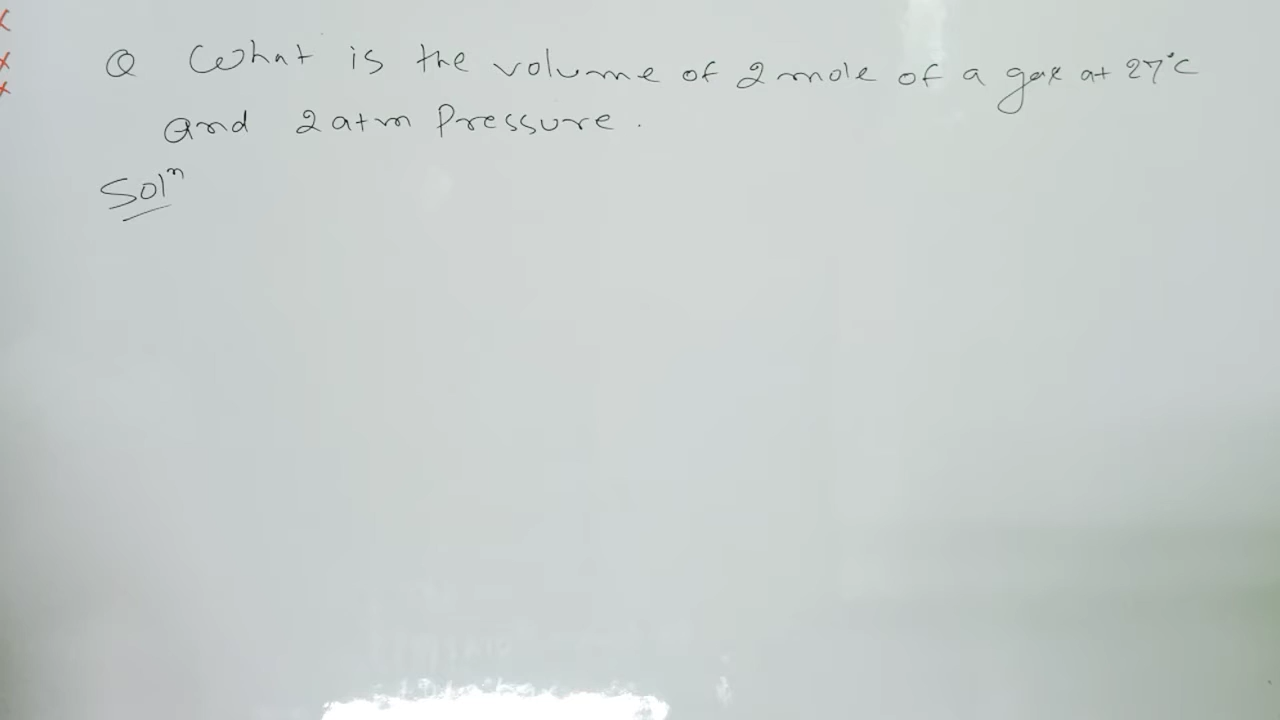 Q What is the volume of 2 mole of a gas at 27°C
and 2 atm Pressure.
Solⁿ